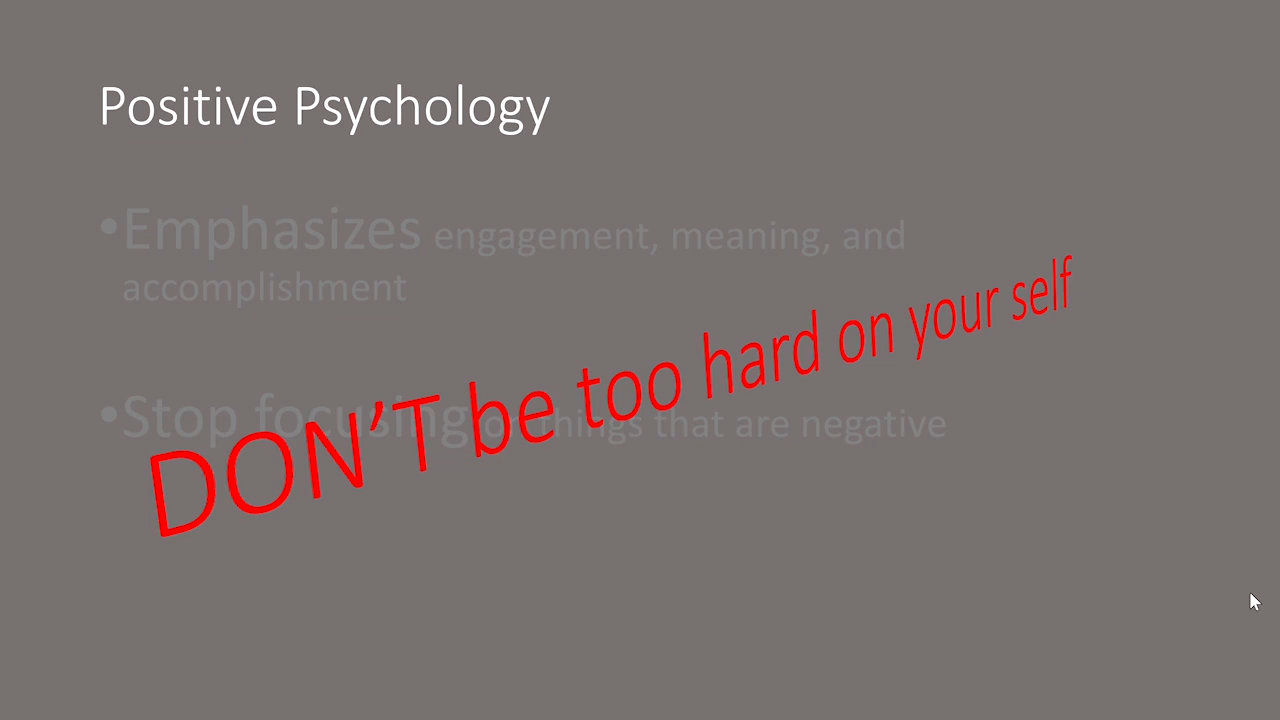 Positive Psychology
•Emphasizes engagement, meaning, and
accomplishment
DON'T be too hard on your self
•Stop focusing on things that are negative